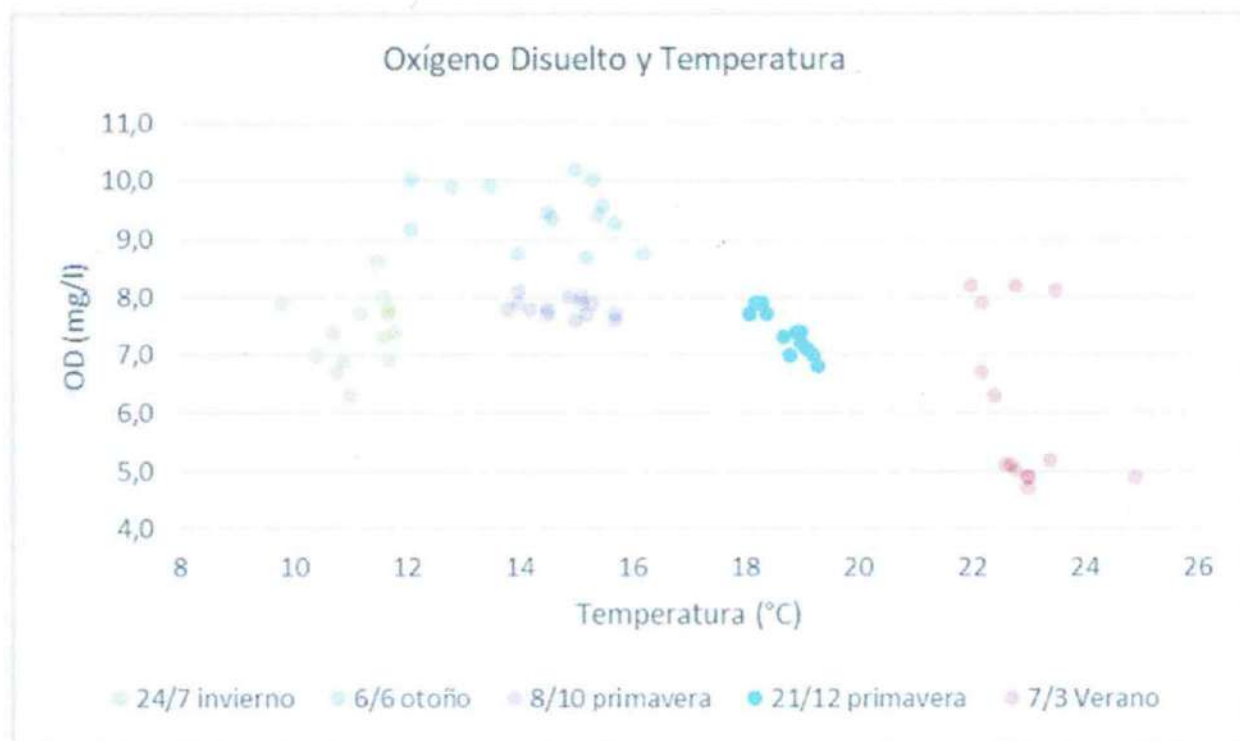 Oxígeno Disuelto y Temperatura
11,0
10,0
9,0
8,0
7,0
6,0
5,0
4,0
OD (mg/l)
8 10 12 14 16 18 20 22 24 26
Temperatura (°C)
24/7 invierno 6/6 otoño 8/10 primavera 21/12 primavera 7/3 Verano